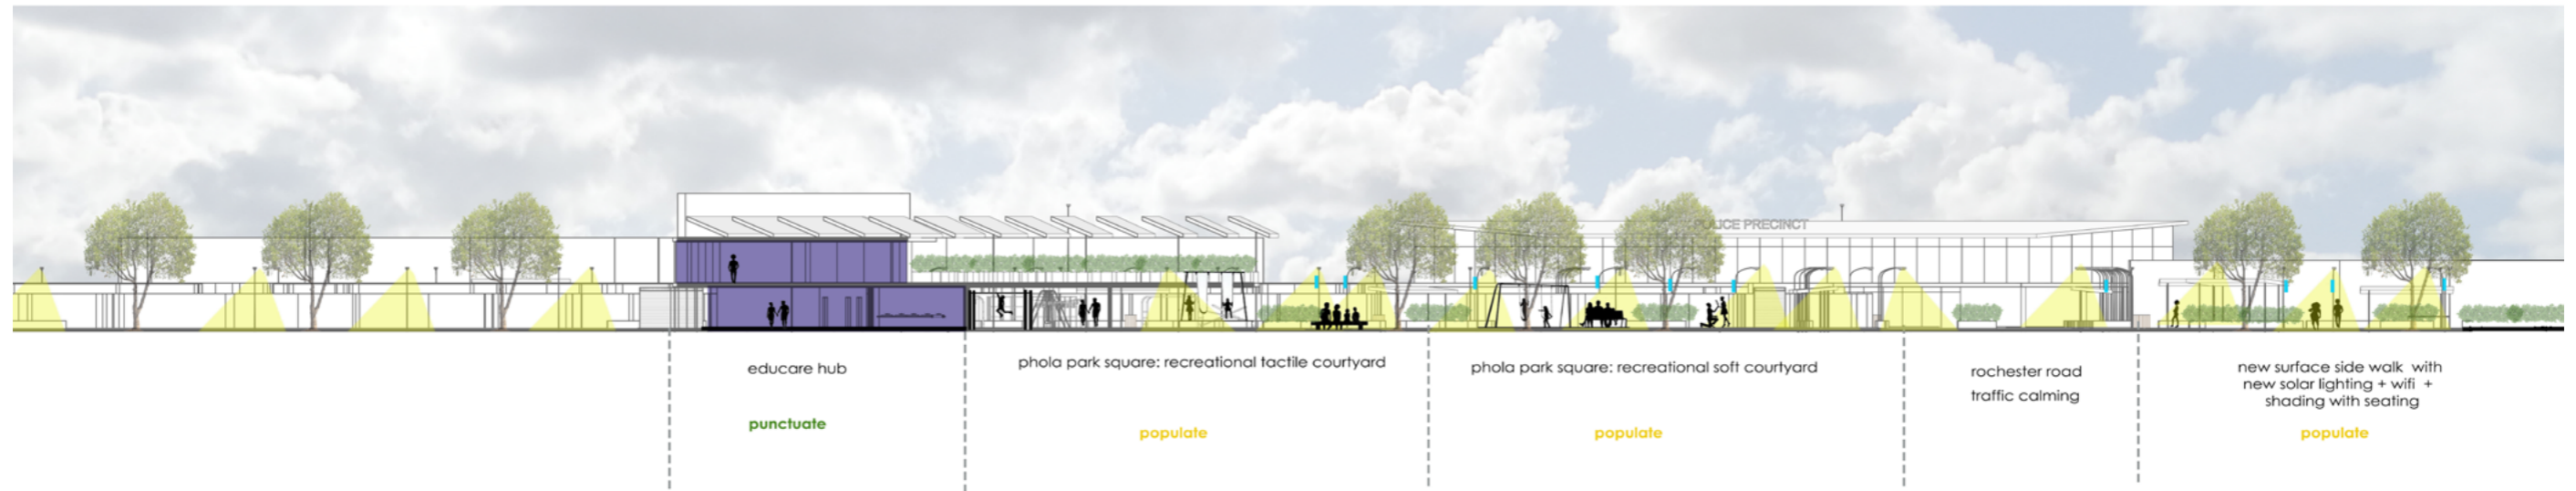 POLICE PRECINCT
educare hub
punctuate
phola park square: recreational tactile courtyard
populate
phola park square: recreational soft courtyard
populate
rochester road
traffic calming
new surface side walk with
new solar lighting + wifi +
shading with seating
populate